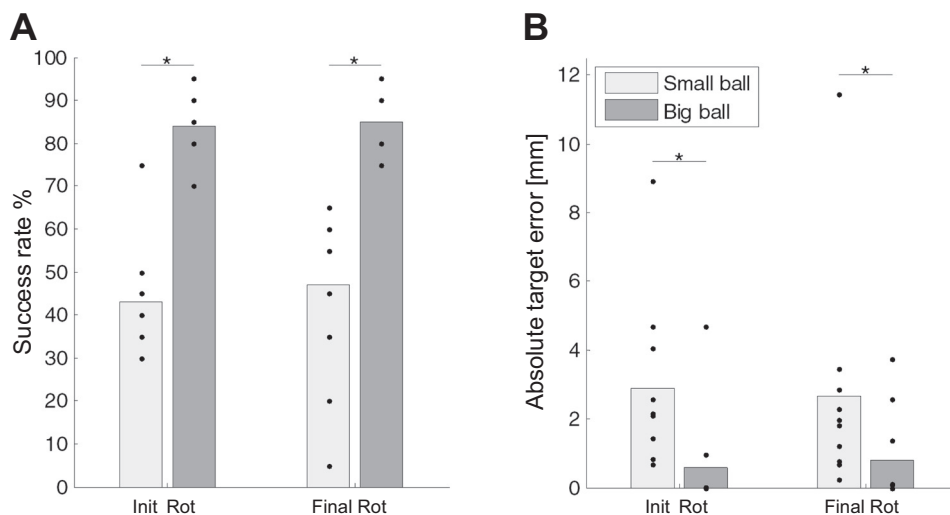 A
Success rate %
100
90
80
70
60
50
40
30
20
10
0
*
*
Init Rot
Final Rot
B
Absolute target error [mm]
12
10
8
6
4
2
0
Small ball
Big ball
*
*
Init Rot
Final Rot